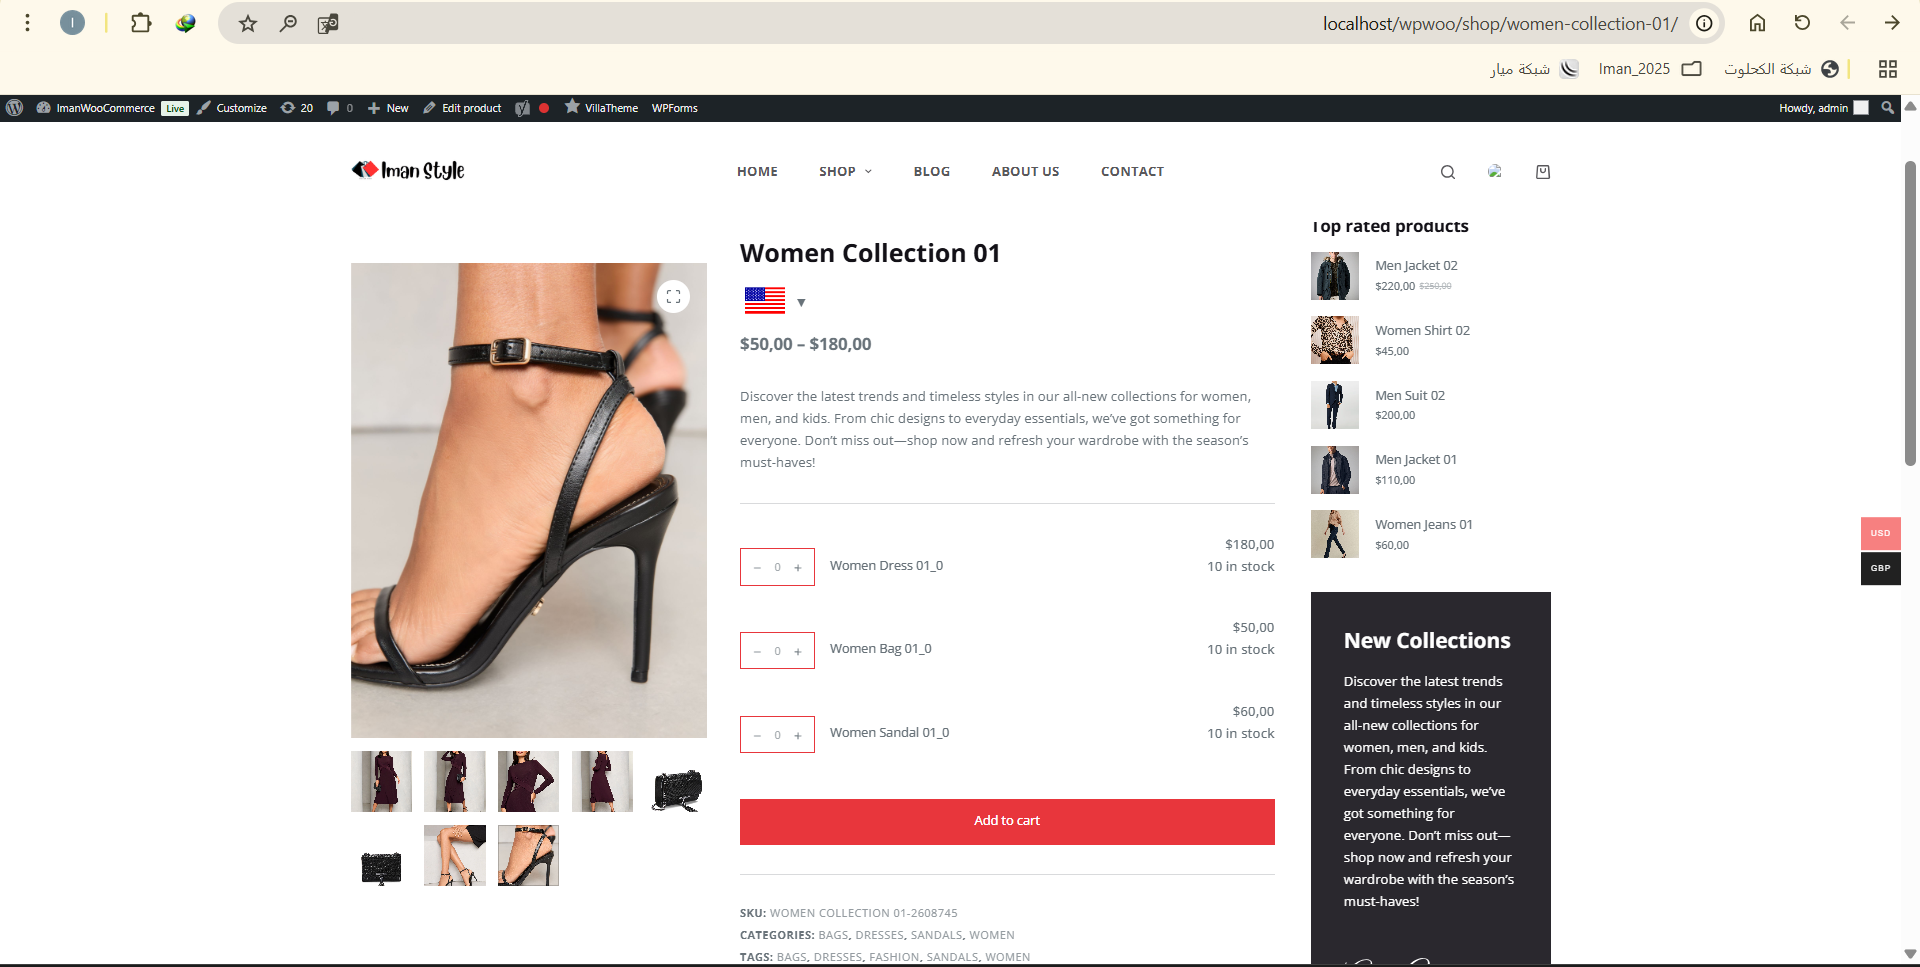 I
localhost/wpwoo/shop/women-collection-01/
شبكة ميار
Iman_2025
شبكة الكحلوت
ImanWooCommerce Live Customize 20 0 New Edit product VillaTheme WPForms
Howdy, admin
Iman Style
HOME SHOP BLOG ABOUT US CONTACT
Women Collection 01
$50,00 – $180,00
Discover the latest trends and timeless styles in our all-new collections for women,
men, and kids. From chic designs to everyday essentials, we’ve got something for
everyone. Don’t miss out—shop now and refresh your wardrobe with the season’s
must-haves!
− 0 + Women Dress 01_0
$180,00
10 in stock
− 0 + Women Bag 01_0
$50,00
10 in stock
− 0 + Women Sandal 01_0
$60,00
10 in stock
Add to cart
SKU: WOMEN COLLECTION 01-2608745
CATEGORIES: BAGS, DRESSES, SANDALS, WOMEN
TAGS: BAGS, DRESSES, FASHION, SANDALS, WOMEN
Top rated products
Men Jacket 02
$220,00 $250,00
Women Shirt 02
$45,00
Men Suit 02
$200,00
Men Jacket 01
$110,00
Women Jeans 01
$60,00
New Collections
Discover the latest trends
and timeless styles in our
all-new collections for
women, men, and kids.
From chic designs to
everyday essentials, we’ve
got something for
everyone. Don’t miss out—
shop now and refresh your
wardrobe with the season’s
must-haves!
USD
GBP